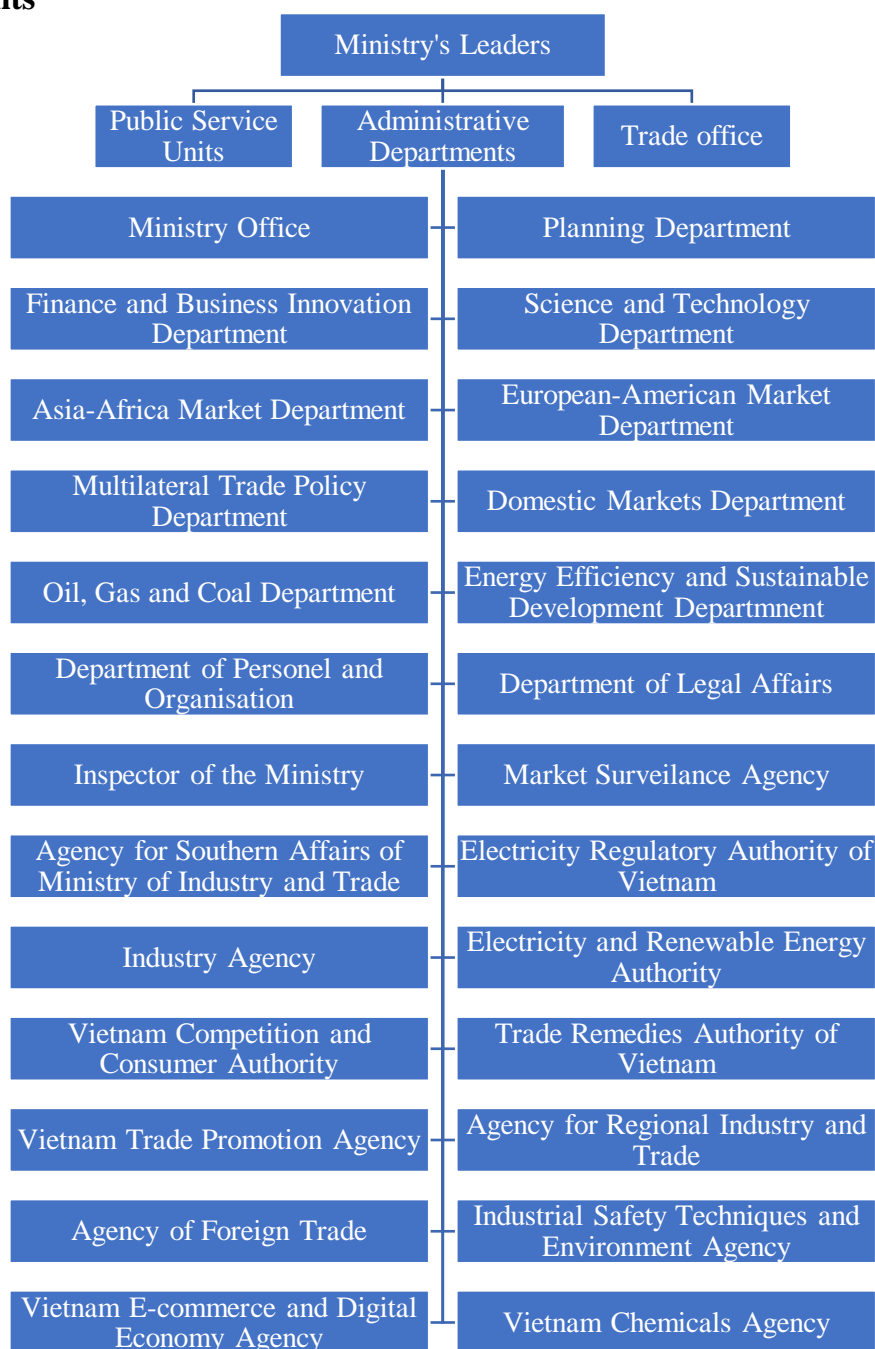 Ministry's Leaders
Public Service
Units
Administrative
Departments
Trade office
Ministry Office
Planning Department
Finance and Business Innovation
Department
Science and Technology
Department
Asia-Africa Market Department
European-American Market
Department
Multilateral Trade Policy
Department
Domestic Markets Department
Oil, Gas and Coal Department
Energy Efficiency and Sustainable
Development Departmnent
Department of Personel and
Organisation
Department of Legal Affairs
Inspector of the Ministry
Market Surveilance Agency
Agency for Southern Affairs of
Ministry of Industry and Trade
Electricity Regulatory Authority of
Vietnam
Industry Agency
Electricity and Renewable Energy
Authority
Vietnam Competition and
Consumer Authority
Trade Remedies Authority of
Vietnam
Vietnam Trade Promotion Agency
Agency for Regional Industry and
Trade
Agency of Foreign Trade
Industrial Safety Techniques and
Environment Agency
Vietnam E-commerce and Digital
Economy Agency
Vietnam Chemicals Agency